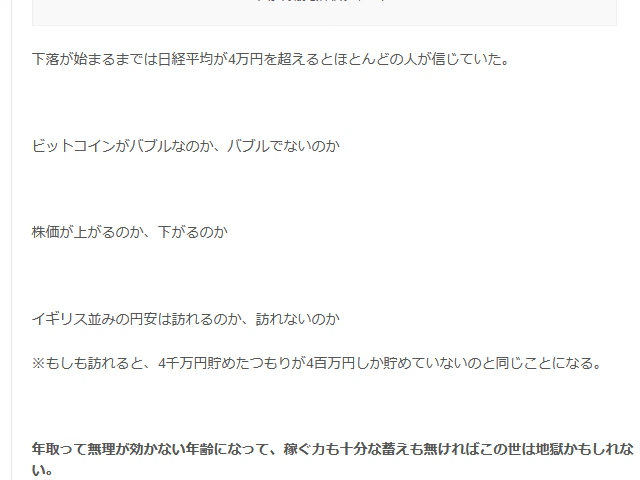 下落が始まるまでは日経平均が4万円を超えるとほとんどの人が信じていた。
ビットコインがバブルなのか、バブルでないのか
株価が上がるのか、下がるのか
イギリス並みの円安は訪れるのか、訪れないのか
※もしも訪れると、4千万円貯めたつもりが4百万円しか貯めていないのと同じことになる。
年取って無理が効かない年齢になって、稼ぐ力も十分な蓄えも無ければこの世は地獄かもしれな
い。